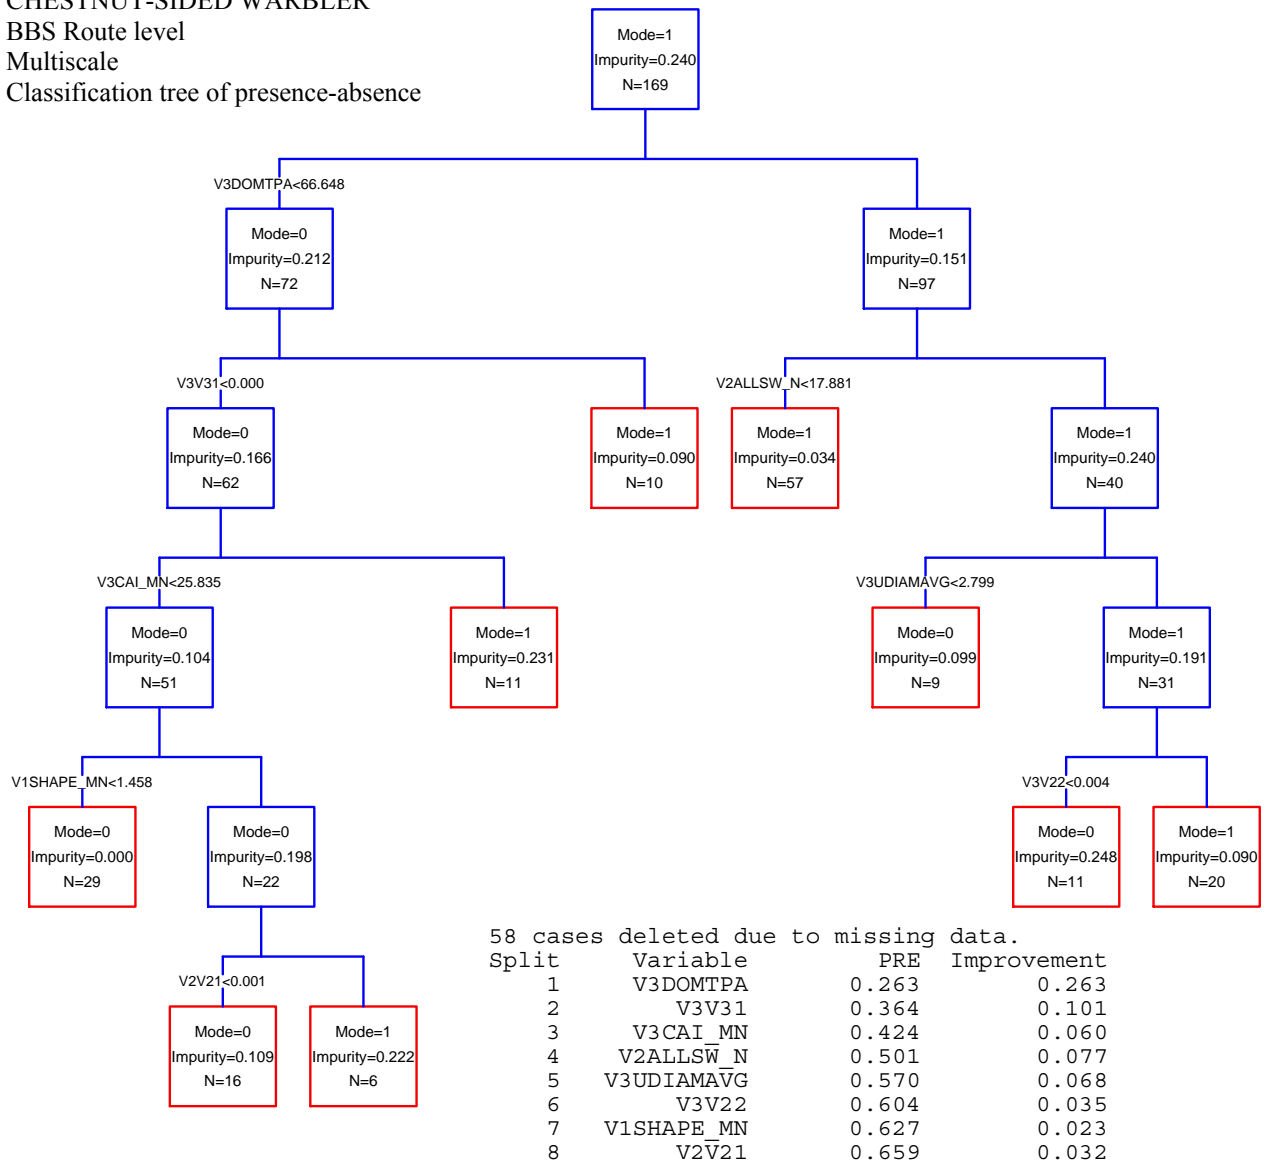 CHESTNUT-SIDED WARBLER
BBS Route level
Multiscale
Classification tree of presence-absence
Mode=1
Impurity=0.240
N=169
V3DOMTPA<66.648
Mode=0
Impurity=0.212
N=72
Mode=1
Impurity=0.151
N=97
V3V31<0.000
Mode=0
Impurity=0.166
N=62
Mode=1
Impurity=0.090
N=10
V2ALLSW_N<17.881
Mode=1
Impurity=0.034
N=57
Mode=1
Impurity=0.240
N=40
V3CAI_MN<25.835
Mode=0
Impurity=0.104
N=51
Mode=1
Impurity=0.231
N=11
V3UDIAMAVG<2.799
Mode=0
Impurity=0.099
N=9
Mode=1
Impurity=0.191
N=31
V1SHAPE_MN<1.458
Mode=0
Impurity=0.000
N=29
Mode=0
Impurity=0.198
N=22
V3V22<0.004
Mode=0
Impurity=0.248
N=11
Mode=1
Impurity=0.090
N=20
V2V21<0.001
Mode=0
Impurity=0.109
N=16
Mode=1
Impurity=0.222
N=6
58 cases deleted due to missing data.
Split Variable PRE Improvement
1 V3DOMTPA 0.263 0.263
2 V3V31 0.364 0.101
3 V3CAI_MN 0.424 0.060
4 V2ALLSW_N 0.501 0.077
5 V3UDIAMAVG 0.570 0.068
6 V3V22 0.604 0.035
7 V1SHAPE_MN 0.627 0.023
8 V2V21 0.659 0.032